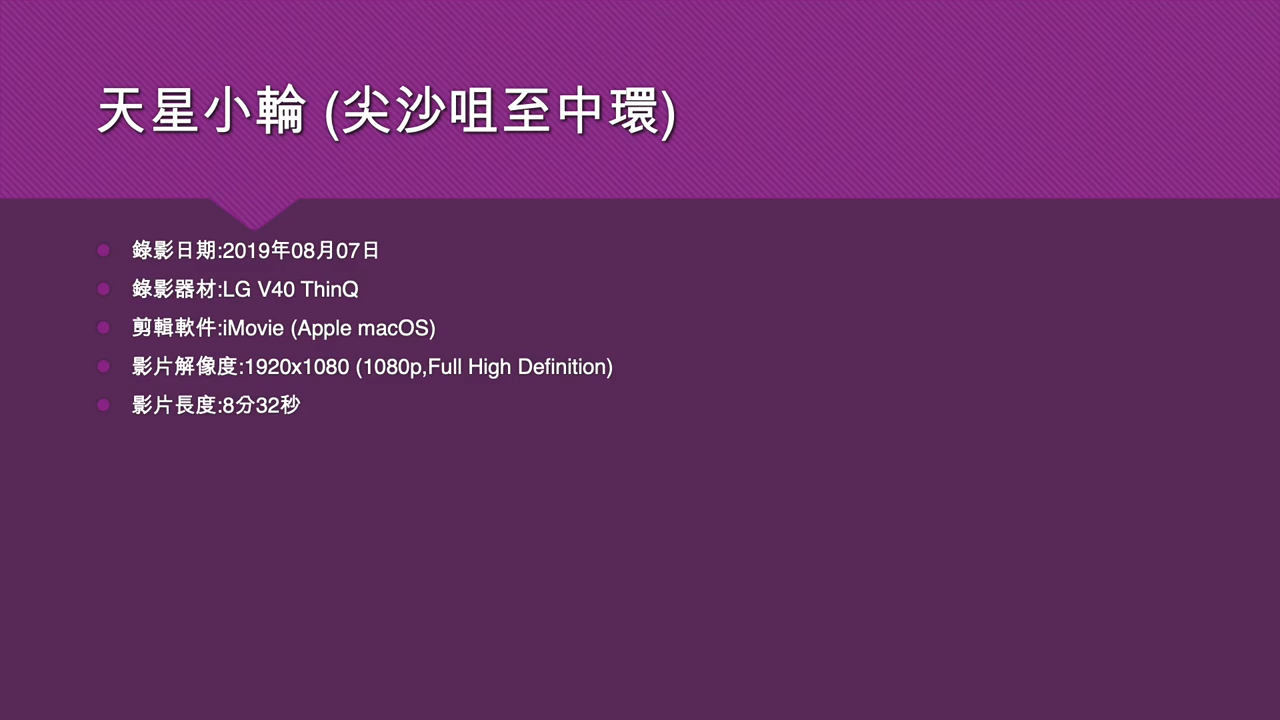 天星小輪 (尖沙咀至中環)
錄影日期:2019年08月07日
錄影器材:LG V40 ThinQ
剪輯軟件:iMovie (Apple macOS)
影片解像度:1920x1080 (1080p,Full High Definition)
影片長度:8分32秒